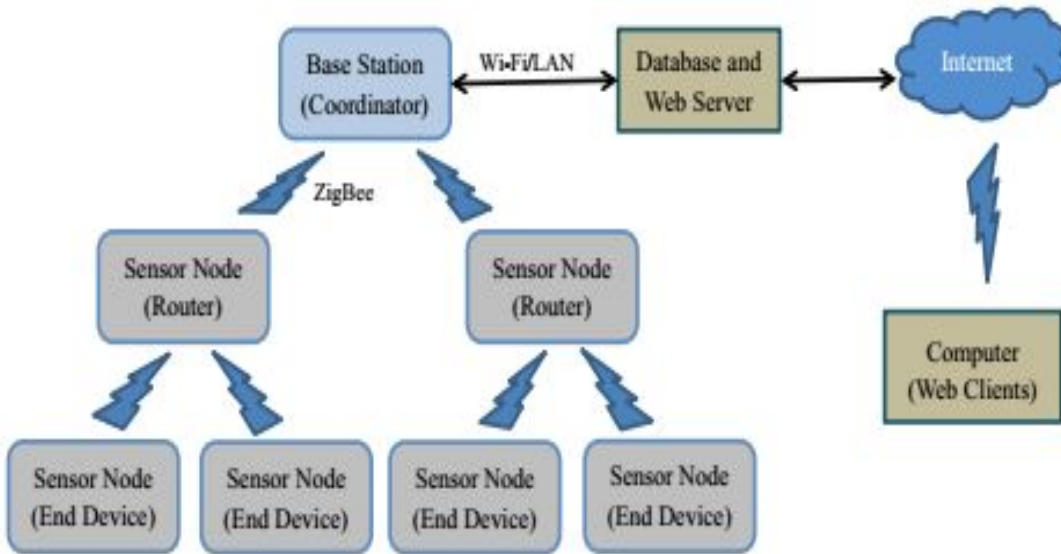 Base Station
(Coordinator)
Wi-Fi/LAN
Database and
Web Server
Internet
ZigBee
Sensor Node
(Router)
Sensor Node
(Router)
Computer
(Web Clients)
Sensor Node
(End Device)
Sensor Node
(End Device)
Sensor Node
(End Device)
Sensor Node
(End Device)